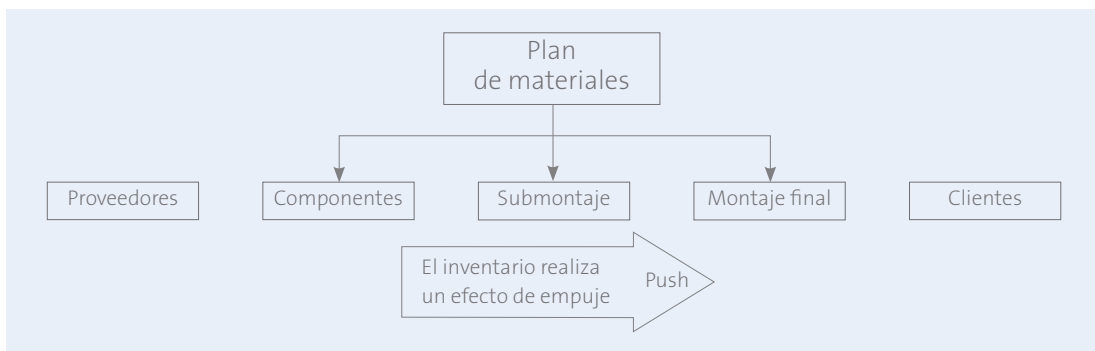 Plan
de materiales
Proveedores
Componentes
Submontaje
Montaje final
Clientes
El inventario realiza
un efecto de empuje
Push